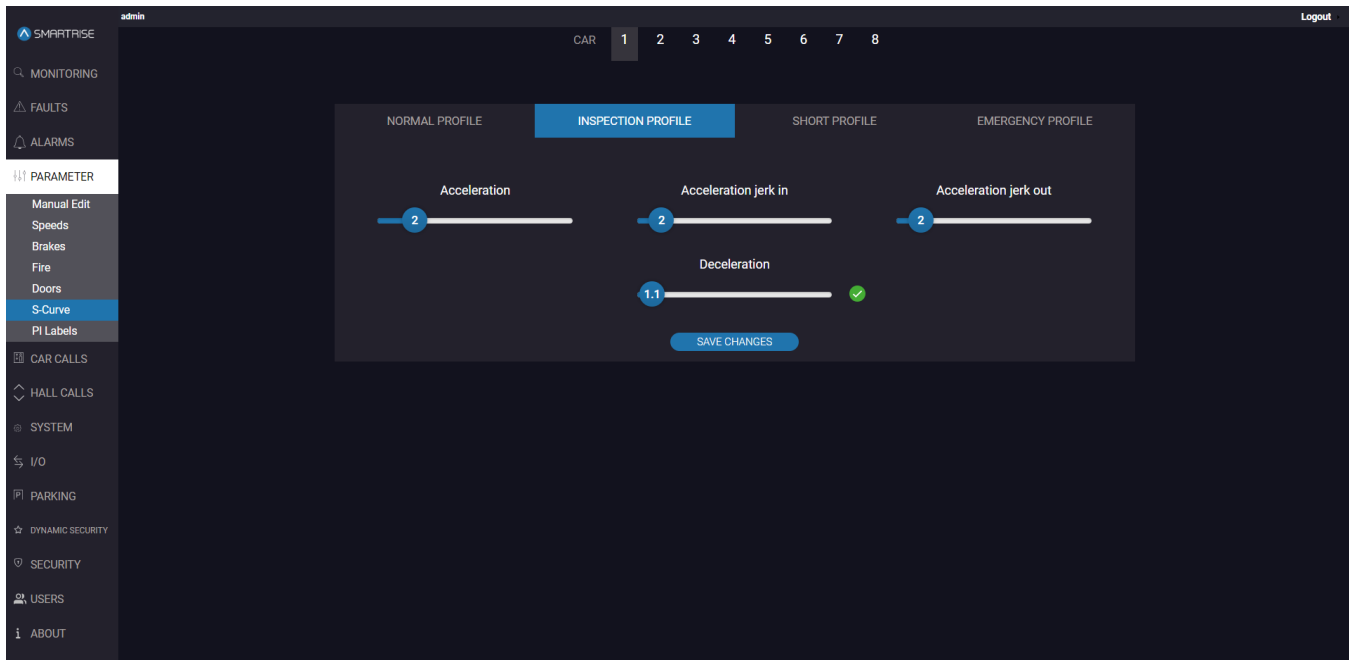 admin
Logout
SMARTRISE
CAR 1 2 3 4 5 6 7 8
MONITORING
FAULTS
ALARMS
PARAMETER
Manual Edit
Speeds
Brakes
Fire
Doors
S-Curve
PI Labels
CAR CALLS
HALL CALLS
SYSTEM
I/O
PARKING
DYNAMIC SECURITY
SECURITY
USERS
ABOUT
NORMAL PROFILE INSPECTION PROFILE SHORT PROFILE EMERGENCY PROFILE
Acceleration Acceleration jerk in Acceleration jerk out
2 2 2
Deceleration
1.1
SAVE CHANGES